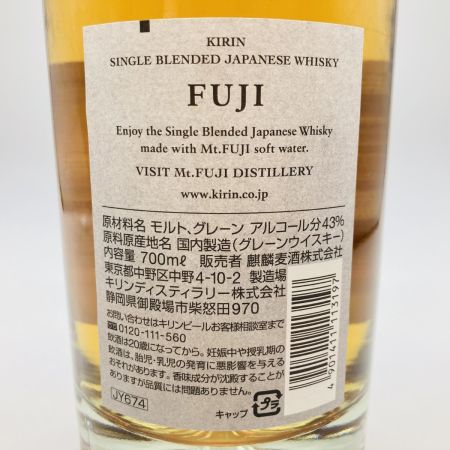 KIRIN
SINGLE BLENDED JAPANESE WHISKY
FUJI
Enjoy the Single Blended Japanese Whisky
made with Mt.FUJI soft water.
VISIT Mt.FUJI DISTILLERY
www.kirin.co.jp
原材料名 モルト、グレーン アルコール分43%
原料原産地名 国内製造(グレーンウイスキー)
内容量 700mℓ 販売者 麒麟麦酒株式会社
東京都中野区中野4-10-2 製造場
キリンディスティラリー株式会社
静岡県御殿場市柴怒田970
お問い合わせはキリンビールお客様相談室まで
0120-111-560
飲酒は20歳になってから。妊娠中や授乳期の
飲酒は、胎児・乳児の発育に悪影響を与える
おそれがあります。香味成分が沈殿することが
ありますが品質には問題ありません。
JY674
キャップ プラ
4901411113197